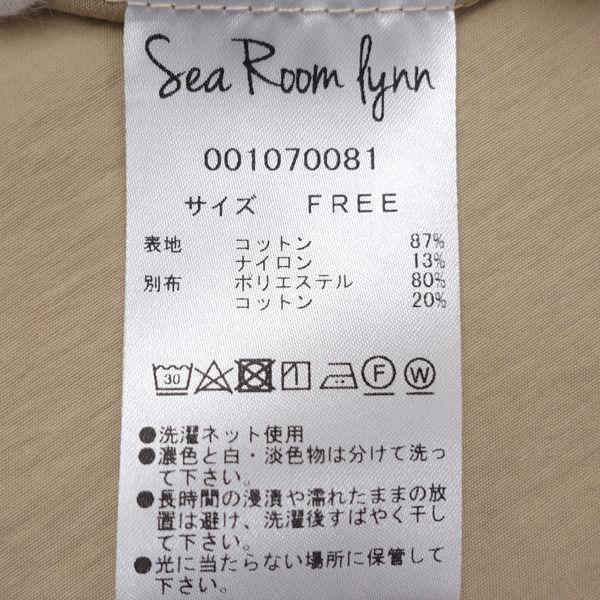 Sea Room lynn
001070081
サイズ FREE
表地 コットン 87%
ナイロン 13%
別布 ポリエステル 80%
コットン 20%
30 F W
●洗濯ネット使用
●濃色と白・淡色物は分けて洗っ
て下さい。
●長時間の浸漬や濡れたままの放
置は避け、洗濯後すばやく干し
て下さい。
●光に当たらない場所に保管して
下さい。